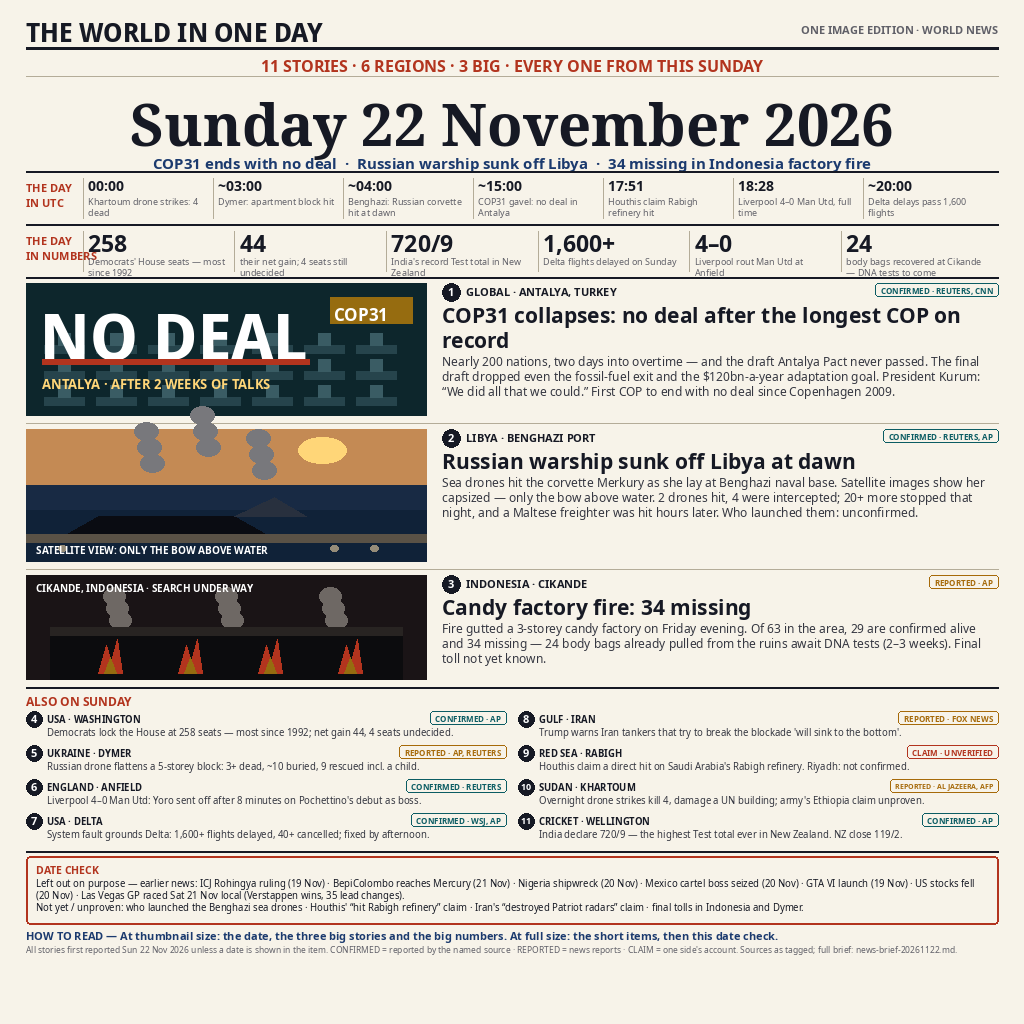 THE WORLD IN ONE DAY
ONE IMAGE EDITION · WORLD NEWS
11 STORIES · 6 REGIONS · 3 BIG · EVERY ONE FROM THIS SUNDAY
Sunday 22 November 2026
COP31 ends with no deal · Russian warship sunk off Libya · 34 missing in Indonesia factory fire
THE DAY
IN UTC
00:00
Khartoum drone strikes: 4
dead
~03:00
Dymer: apartment block hit
~04:00
Benghazi: Russian corvette
hit at dawn
~15:00
COP31 gavel: no deal in
Antalya
17:51
Houthis claim Rabigh
refinery hit
18:28
Liverpool 4–0 Man Utd, full
time
~20:00
Delta delays pass 1,600
flights
THE DAY
IN NUMBERS
258
Democrats' House seats — most
since 1992
44
their net gain; 4 seats still
undecided
720/9
India's record Test total in New
Zealand
1,600+
Delta flights delayed on Sunday
4–0
Liverpool rout Man Utd at
Anfield
24
body bags recovered at Cikande
— DNA tests to come
NO DEAL
COP31
ANTALYA · AFTER 2 WEEKS OF TALKS
1 GLOBAL · ANTALYA, TURKEY
CONFIRMED · REUTERS, CNN
COP31 collapses: no deal after the longest COP on
record
Nearly 200 nations, two days into overtime — and the draft Antalya Pact never passed. The final
draft dropped even the fossil-fuel exit and the $120bn-a-year adaptation goal. President Kurum:
“We did all that we could.” First COP to end with no deal since Copenhagen 2009.
SATELLITE VIEW: ONLY THE BOW ABOVE WATER
2 LIBYA · BENGHAZI PORT
CONFIRMED · REUTERS, AP
Russian warship sunk off Libya at dawn
Sea drones hit the corvette Merkury as she lay at Benghazi naval base. Satellite images show her
capsized — only the bow above water. 2 drones hit, 4 were intercepted; 20+ more stopped that
night, and a Maltese freighter was hit hours later. Who launched them: unconfirmed.
CIKANDE, INDONESIA · SEARCH UNDER WAY
3 INDONESIA · CIKANDE
REPORTED · AP
Candy factory fire: 34 missing
Fire gutted a 3-storey candy factory on Friday evening. Of 63 in the area, 29 are confirmed alive
and 34 missing — 24 body bags already pulled from the ruins await DNA tests (2–3 weeks). Final
toll not yet known.
ALSO ON SUNDAY
4 USA · WASHINGTON
CONFIRMED · AP
Democrats lock the House at 258 seats — most since 1992; net gain 44, 4 seats undecided.
5 UKRAINE · DYMER
REPORTED · AP, REUTERS
Russian drone flattens a 5-storey block: 3+ dead, ~10 buried, 9 rescued incl. a child.
6 ENGLAND · ANFIELD
CONFIRMED · REUTERS
Liverpool 4–0 Man Utd: Yoro sent off after 8 minutes on Pochettino's debut as boss.
7 USA · DELTA
CONFIRMED · WSJ, AP
System fault grounds Delta: 1,600+ flights delayed, 40+ cancelled; fixed by afternoon.
8 GULF · IRAN
REPORTED · FOX NEWS
Trump warns Iran tankers that try to break the blockade 'will sink to the bottom'.
9 RED SEA · RABIGH
CLAIM · UNVERIFIED
Houthis claim a direct hit on Saudi Arabia's Rabigh refinery. Riyadh: not confirmed.
10 SUDAN · KHARTOUM
REPORTED · AL JAZEERA, AFP
Overnight drone strikes kill 4, damage a UN building; army's Ethiopia claim unproven.
11 CRICKET · WELLINGTON
CONFIRMED · AP
India declare 720/9 — the highest Test total ever in New Zealand. NZ close 119/2.
DATE CHECK
Left out on purpose — earlier news: ICJ Rohingya ruling (19 Nov) · BepiColombo reaches Mercury (21 Nov) · Nigeria shipwreck (20 Nov) · Mexico cartel boss seized (20 Nov) · GTA VI launch (19 Nov) · US stocks fell
(20 Nov) · Las Vegas GP raced Sat 21 Nov local (Verstappen wins, 35 lead changes).
Not yet / unproven: who launched the Benghazi sea drones · Houthis' “hit Rabigh refinery” claim · Iran's “destroyed Patriot radars” claim · final tolls in Indonesia and Dymer.
HOW TO READ — At thumbnail size: the date, the three big stories and the big numbers. At full size: the short items, then this date check.
All stories first reported Sun 22 Nov 2026 unless a date is shown in the item. CONFIRMED = reported by the named source · REPORTED = news reports · CLAIM = one side's account. Sources as tagged; full brief: news-brief-20261122.md.